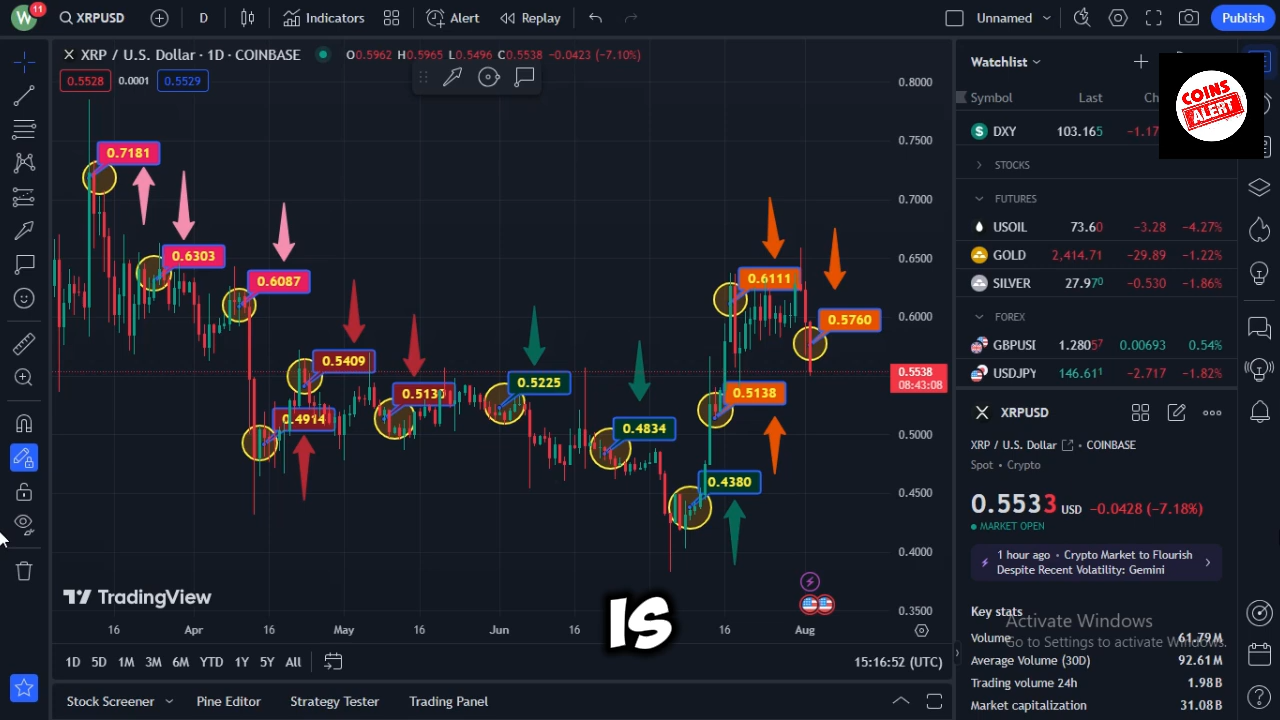 W 11 XRPUSD D Indicators Alert Replay Unnamed Publish
XRP / U.S. Dollar · 1D · COINBASE O0.5962 H0.5965 L0.5496 C0.5538 -0.0423 (-7.10%)
0.5528 0.0001 0.5529
0.8000
0.7500
0.7000
0.6500
0.6000
0.5538
08:43:08
0.5000
0.4500
0.4000
0.3500
0.7181
0.6303
0.6087
0.5409
0.4914
0.5130
0.5225
0.4834
0.4380
0.5138
0.6111
0.5760
TradingView
IS
16 Apr 16 May 16 Jun 16 16 Aug
1D 5D 1M 3M 6M YTD 1Y 5Y All 15:16:52 (UTC)
Stock Screener Pine Editor Strategy Tester Trading Panel
Watchlist
COINS
ALERT
Symbol Last
DXY 103.165 -1.17
STOCKS
FUTURES
USOIL 73.60 -3.28 -4.27%
GOLD 2,414.71 -29.89 -1.22%
SILVER 27.970 -0.530 -1.86%
FOREX
GBPUSI 1.28057 0.00693 0.54%
USDJPY 146.611 -2.717 -1.82%
XRPUSD
XRP / U.S. Dollar COINBASE
Spot • Crypto
0.5533 USD -0.0428 (-7.18%)
MARKET OPEN
1 hour ago • Crypto Market to Flourish
Despite Recent Volatility: Gemini
Key stats
Activate Windows
Go to Settings to activate Windows.
Volume 61.79M
Average Volume (30D) 92.61M
Trading volume 24h 1.98B
Market capitalization 31.08B